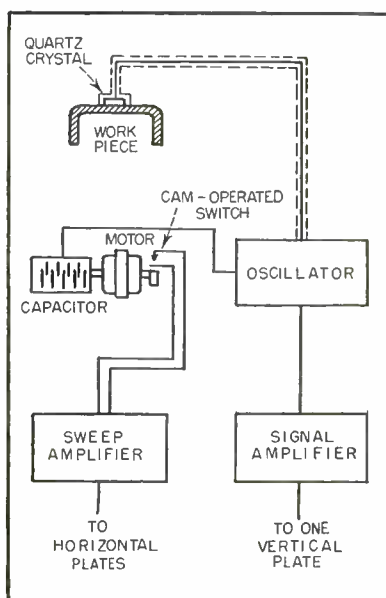 QUARTZ
CRYSTAL
WORK
PIECE
CAM-OPERATED
SWITCH
MOTOR
CAPACITOR
OSCILLATOR
SWEEP
AMPLIFIER
SIGNAL
AMPLIFIER
TO
HORIZONTAL
PLATES
TO ONE
VERTICAL
PLATE